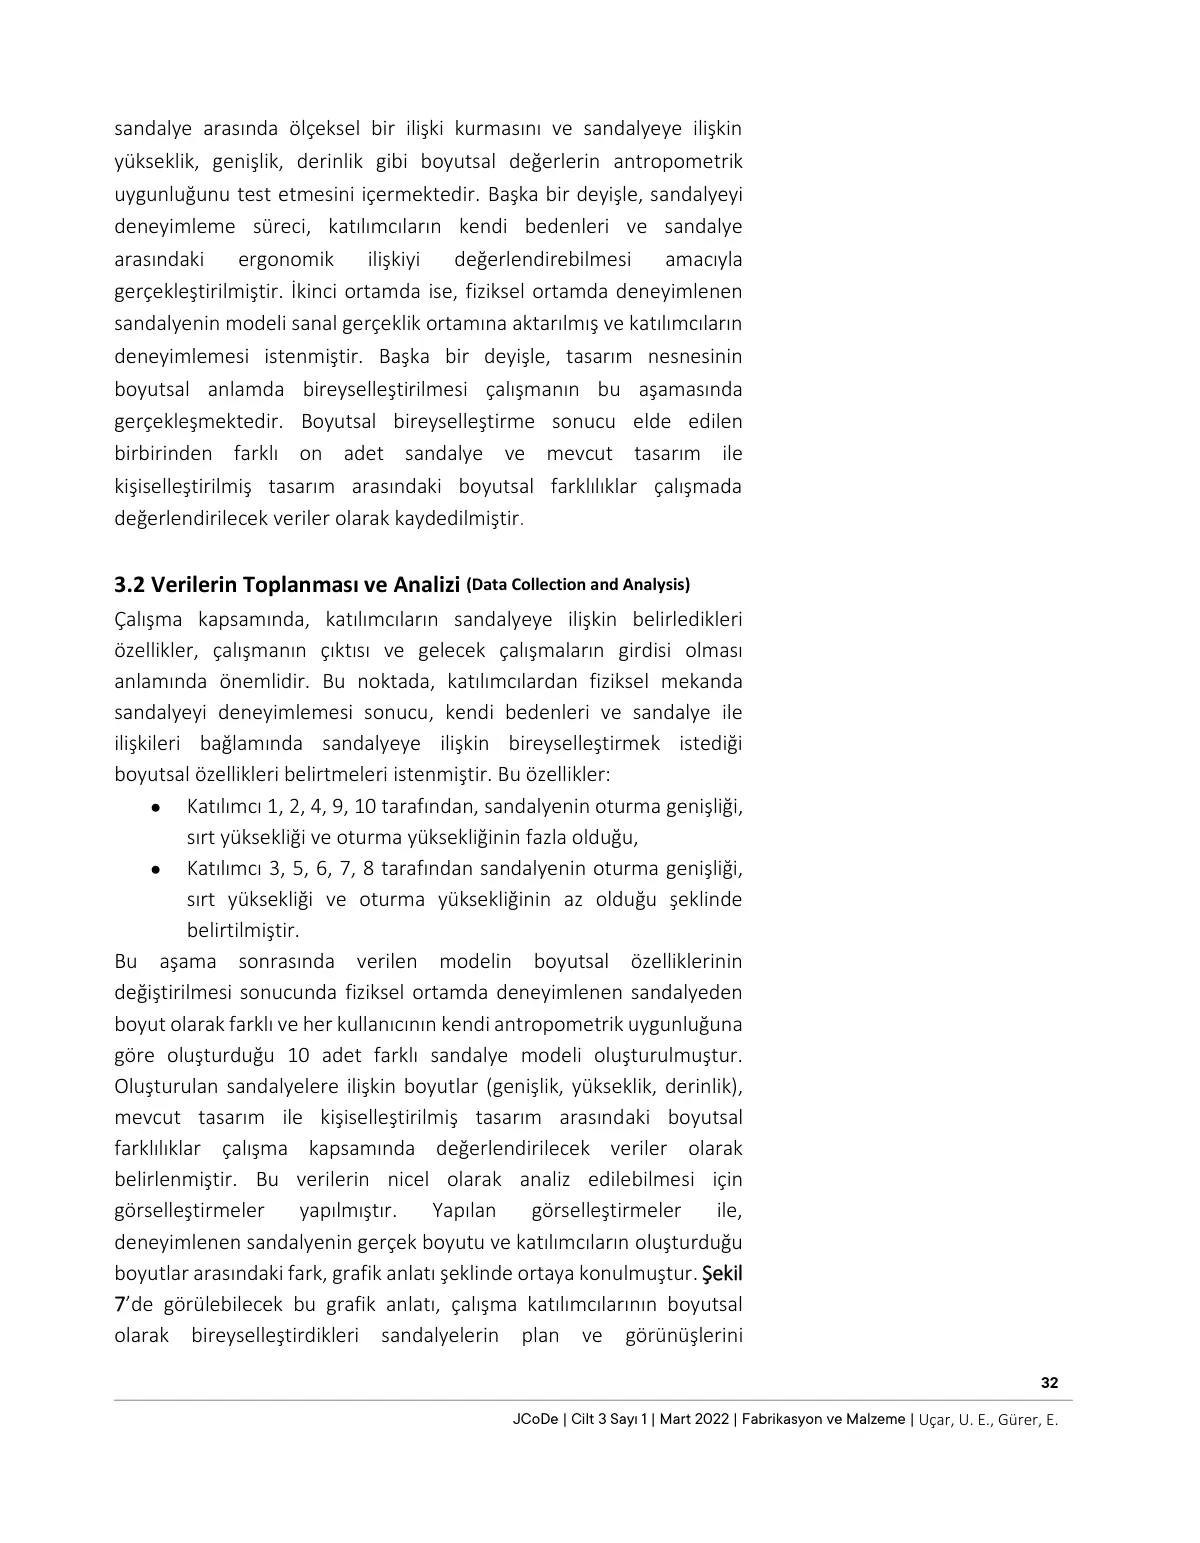 sandalye arasında ölçeksel bir ilişki kurmasını ve sandalyeye ilişkin
yükseklik, genişlik, derinlik gibi boyutsal değerlerin antropometrik
uygunluğunu test etmesini içermektedir. Başka bir deyişle, sandalyeyi
deneyimleme süreci, katılımcıların kendi bedenleri ve sandalye
arasındaki ergonomik ilişkiyi değerlendirebilmesi amacıyla
gerçekleştirilmiştir. İkinci ortamda ise, fiziksel ortamda deneyimlenen
sandalyenin modeli sanal gerçeklik ortamına aktarılmış ve katılımcıların
deneyimlemesi istenmiştir. Başka bir deyişle, tasarım nesnesinin
boyutsal anlamda bireyselleştirilmesi çalışmanın bu aşamasında
gerçekleşmektedir. Boyutsal bireyselleştirme sonucu elde edilen
birbirinden farklı on adet sandalye ve mevcut tasarım ile
kişiselleştirilmiş tasarım arasındaki boyutsal farklılıklar çalışmada
değerlendirilecek veriler olarak kaydedilmiştir.
3.2 Verilerin Toplanması ve Analizi (Data Collection and Analysis)
Çalışma kapsamında, katılımcıların sandalyeye ilişkin belirledikleri
özellikler, çalışmanın çıktısı ve gelecek çalışmaların girdisi olması
anlamında önemlidir. Bu noktada, katılımcılardan fiziksel mekanda
sandalyeyi deneyimlemesi sonucu, kendi bedenleri ve sandalye ile
ilişkileri bağlamında sandalyeye ilişkin bireyselleştirmek istediği
boyutsal özellikleri belirtmeleri istenmiştir. Bu özellikler:
● Katılımcı 1, 2, 4, 9, 10 tarafından, sandalyenin oturma genişliği,
sırt yüksekliği ve oturma yüksekliğinin fazla olduğu,
● Katılımcı 3, 5, 6, 7, 8 tarafından sandalyenin oturma genişliği,
sırt yüksekliği ve oturma yüksekliğinin az olduğu şeklinde
belirtilmiştir.
Bu aşama sonrasında verilen modelin boyutsal özelliklerinin
değiştirilmesi sonucunda fiziksel ortamda deneyimlenen sandalyeden
boyut olarak farklı ve her kullanıcının kendi antropometrik uygunluğuna
göre oluşturduğu 10 adet farklı sandalye modeli oluşturulmuştur.
Oluşturulan sandalyelere ilişkin boyutlar (genişlik, yükseklik, derinlik),
mevcut tasarım ile kişiselleştirilmiş tasarım arasındaki boyutsal
farklılıklar çalışma kapsamında değerlendirilecek veriler olarak
belirlenmiştir. Bu verilerin nicel olarak analiz edilebilmesi için
görselleştirmeler yapılmıştır. Yapılan görselleştirmeler ile,
deneyimlenen sandalyenin gerçek boyutu ve katılımcıların oluşturduğu
boyutlar arasındaki fark, grafik anlatı şeklinde ortaya konulmuştur. Şekil
7’de görülebilecek bu grafik anlatı, çalışma katılımcılarının boyutsal
olarak bireyselleştirdikleri sandalyelerin plan ve görünüşlerini
32
JCoDe | Cilt 3 Sayı 1 | Mart 2022 | Fabrikasyon ve Malzeme | Uçar, U. E., Gürer, E.